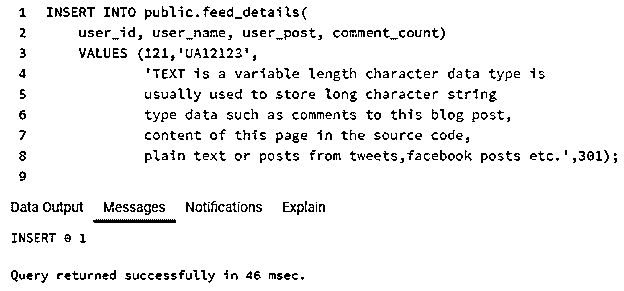 1 INSERT INTO public.feed_details(
2 user_id, user_name, user_post, comment_count)
3 VALUES (121,'UA12123',
4 'TEXT is a variable length character data type is
5 usually used to store long character string
6 type data such as comments to this blog post,
7 content of this page in the source code,
8 plain text or posts from tweets,facebook posts etc.',301);
9
Data Output Messages Notifications Explain
INSERT 0 1
Query returned successfully in 46 msec.